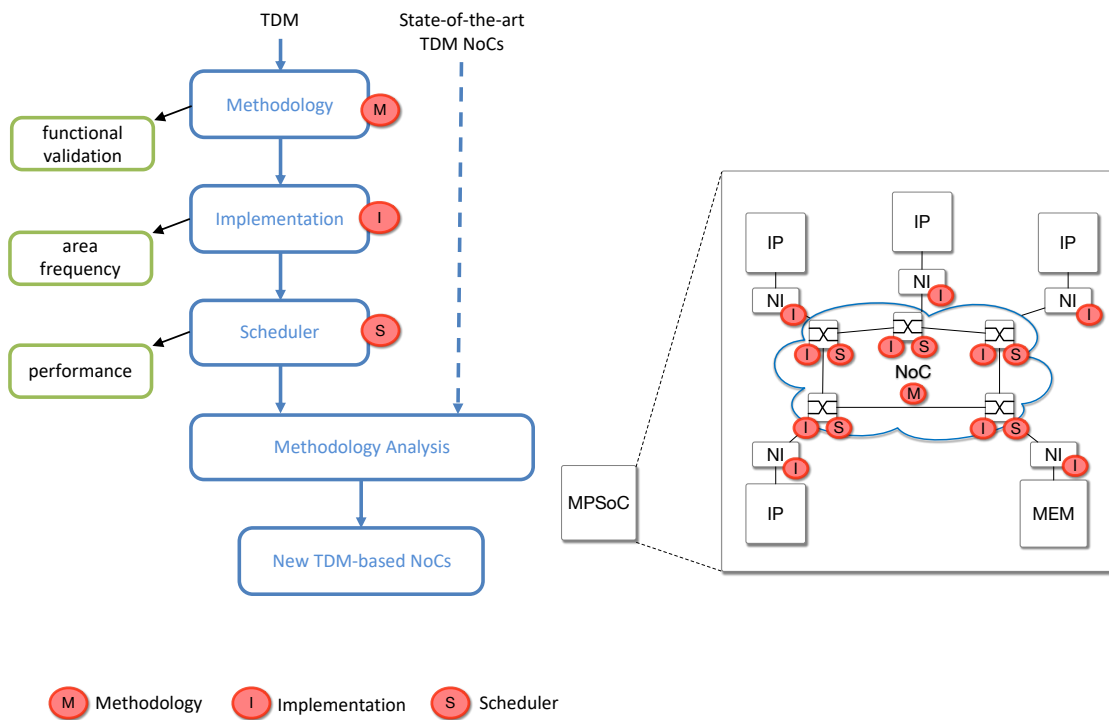 TDM
State-of-the-art
TDM NoCs
Methodology
M
functional
validation
Implementation
I
area
frequency
Scheduler
S
performance
Methodology Analysis
New TDM-based NoCs
MPSoC
IP
IP
IP
NI
I
NI
I
NI
I
I
S
I
S
I
S
NoC
M
I
S
I
S
NI
I
NI
I
IP
MEM
M
Methodology
I
Implementation
S
Scheduler